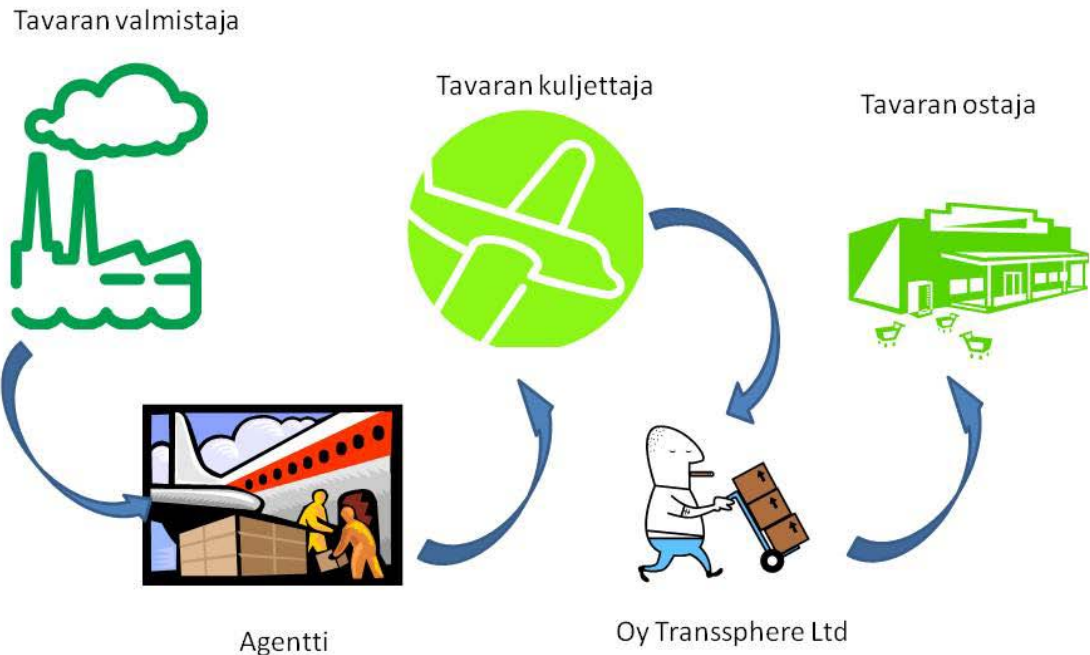 Tavaran valmistaja
Tavaran kuljettaja
Tavaran ostaja
Agentti
Oy Transsphere Ltd